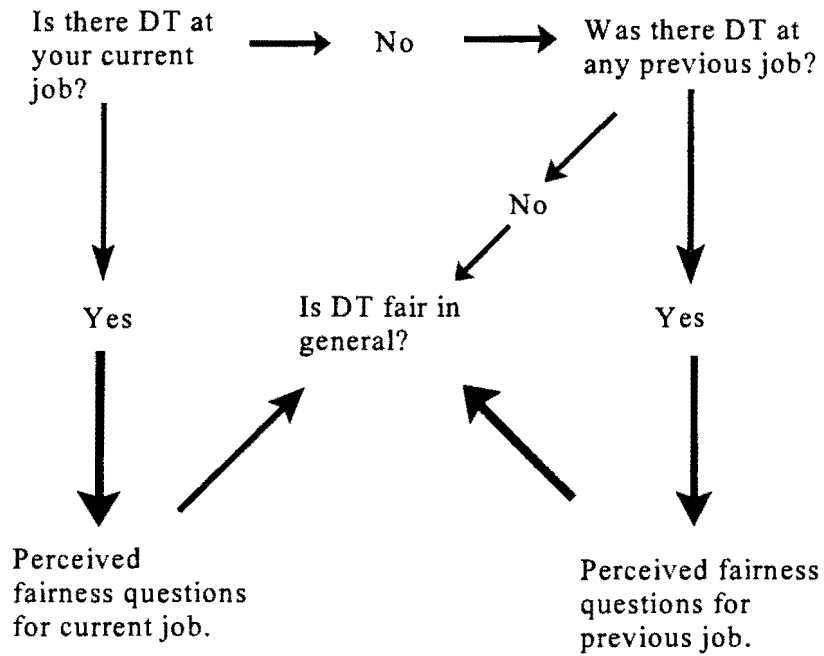 Is there DT at
your current
job?
No
Was there DT at
any previous job?
No
Yes
Is DT fair in
general?
Yes
Perceived
fairness questions
for current job.
Perceived fairness
questions for
previous job.